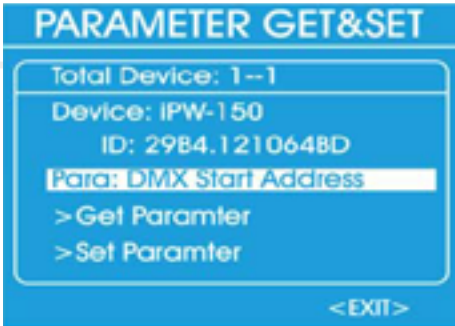 PARAMETER GET&SET
Total Device: 1--1
Device: iPW-150
ID: 29B4.121064BD
Para: DMX Start Address
>Get Paramter
>Set Paramter
<EXIT>